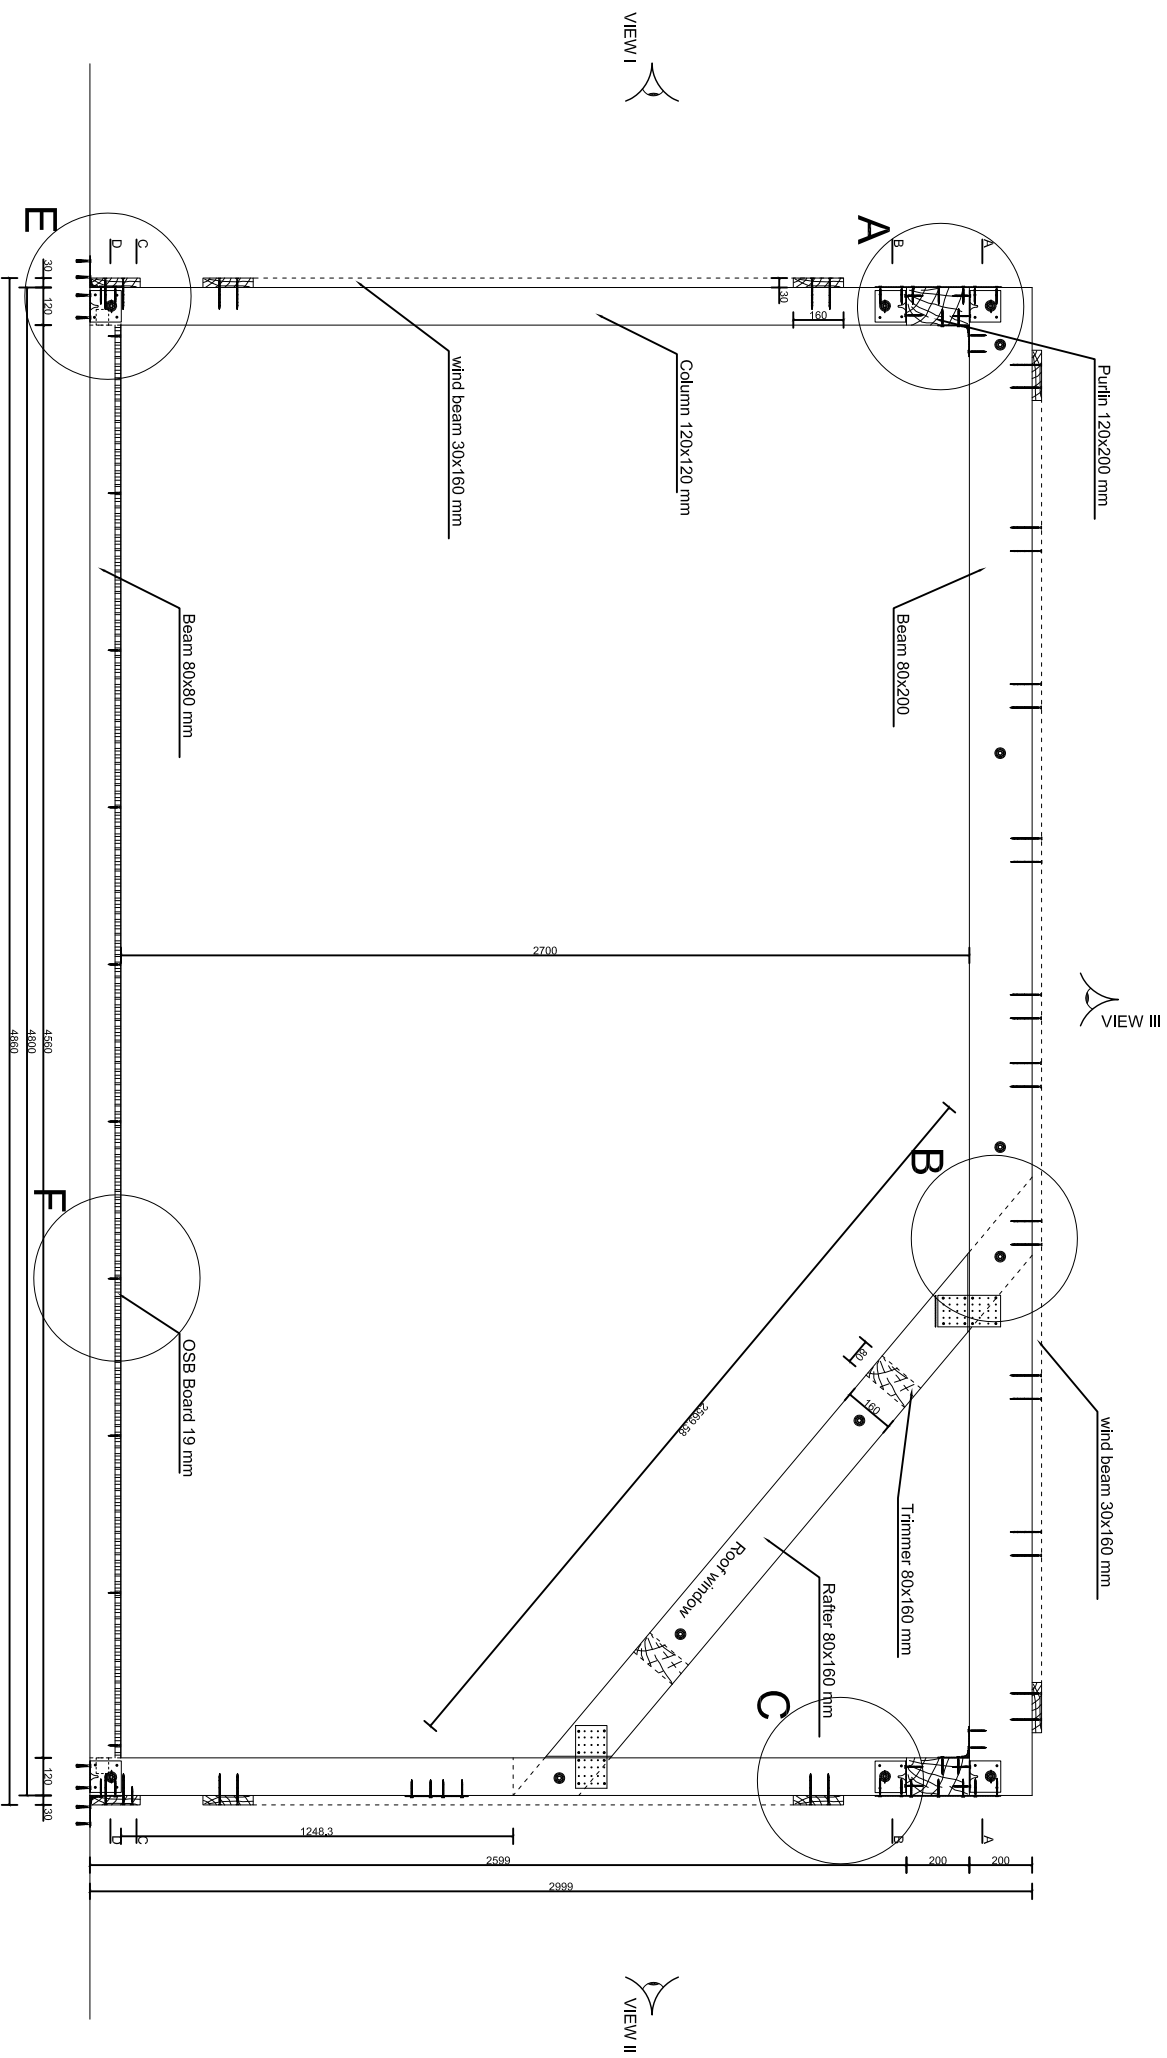 VIEW I
VIEW III
VIEW II
A
B
C
E
F
A
B
C
D
A
B
C
D
Purlin 120x200 mm
Column 120x120 mm
wind beam 30x160 mm
Beam 80x80 mm
Beam 80x200
wind beam 30x160 mm
Trimmer 80x160 mm
Rafter 80x160 mm
Roof window
OSB Board 19 mm
30
160
2700
2569.58
80
160
30
120
4560
4800
4860
120
30
1248,3
2599
200
200
2999